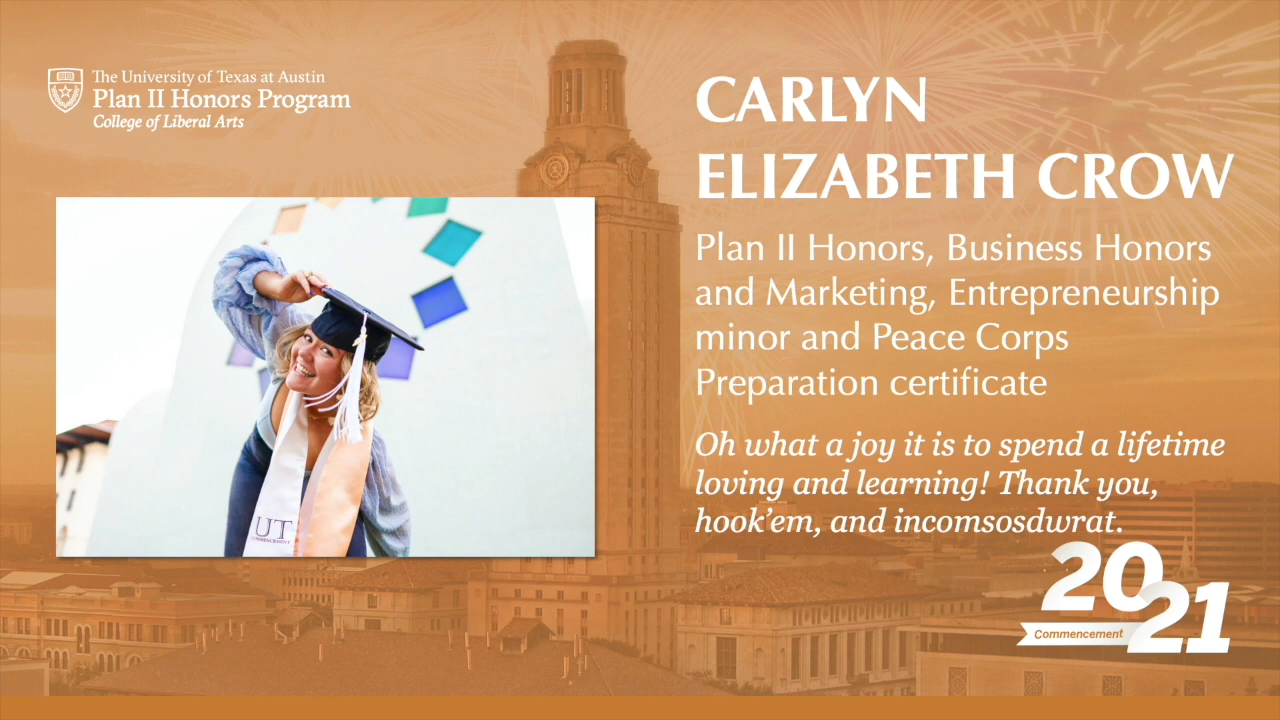 The University of Texas at Austin
Plan II Honors Program
College of Liberal Arts
CARLYN
ELIZABETH CROW
Plan II Honors, Business Honors
and Marketing, Entrepreneurship
minor and Peace Corps
Preparation certificate
Oh what a joy it is to spend a lifetime
loving and learning! Thank you,
hook’em, and incomsosdwrat.
2021
Commencement
UT
COMMENCEMENT